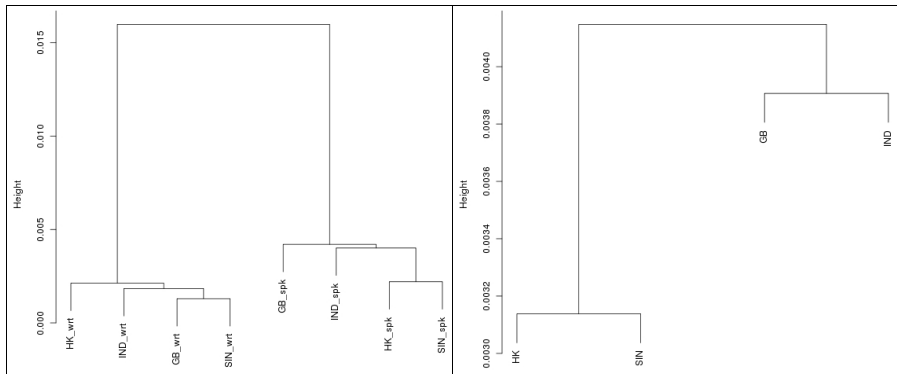 Height
0.015
0.010
0.005
0.000
HK_wrt
IND_wrt
GB_wrt
SIN_wrt
GB_spk
IND_spk
HK_spk
SIN_spk
Height
0.0040
0.0038
0.0036
0.0034
0.0032
0.0030
HK
SIN
GB
IND